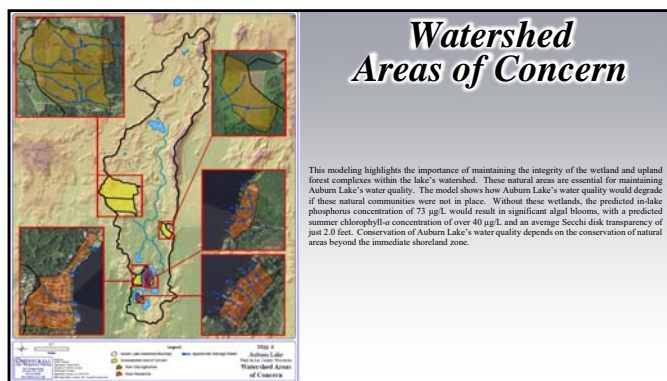 Watershed
Areas of Concern
This modeling highlights the importance of maintaining the integrity of the wetland and upland
forest complexes within the lake's watershed. These natural areas are essential for maintaining
Auburn Lake's water quality. The model shows how Auburn Lake's water quality would degrade
if these natural communities were not in place. Without these wetlands, the predicted in-lake
phosphorus concentration of 73 µg/L would result in significant algal blooms, with a predicted
summer chlorophyll-a concentration of over 40 µg/L and an average Secchi disk transparency of
just 2.0 feet. Conservation of Auburn Lake's water quality depends on the conservation of natural
areas beyond the immediate shoreland zone.
Legend
Map 4
Auburn Lake
Watershed Areas
of Concern